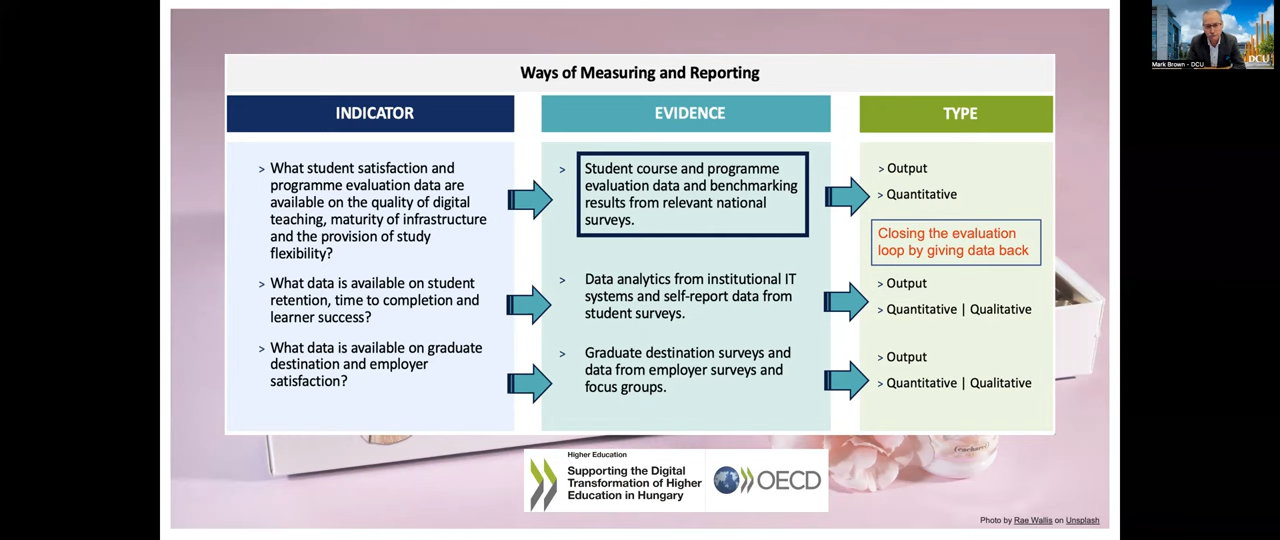 Ways of Measuring and Reporting
INDICATOR
EVIDENCE
TYPE
> What student satisfaction and
programme evaluation data are
available on the quality of digital
teaching, maturity of infrastructure
and the provision of study
flexibility?
> Student course and programme
evaluation data and benchmarking
results from relevant national
surveys.
> Output
> Quantitative
Closing the evaluation
loop by giving data back
> What data is available on student
retention, time to completion and
learner success?
> Data analytics from institutional IT
systems and self-report data from
student surveys.
> Output
> Quantitative | Qualitative
> What data is available on graduate
destination and employer
satisfaction?
> Graduate destination surveys and
data from employer surveys and
focus groups.
> Output
> Quantitative | Qualitative
Higher Education
Supporting the Digital
Transformation of Higher
Education in Hungary
OECD
Photo by Rae Wallis on Unsplash
Mark Brown - DCU
DCU